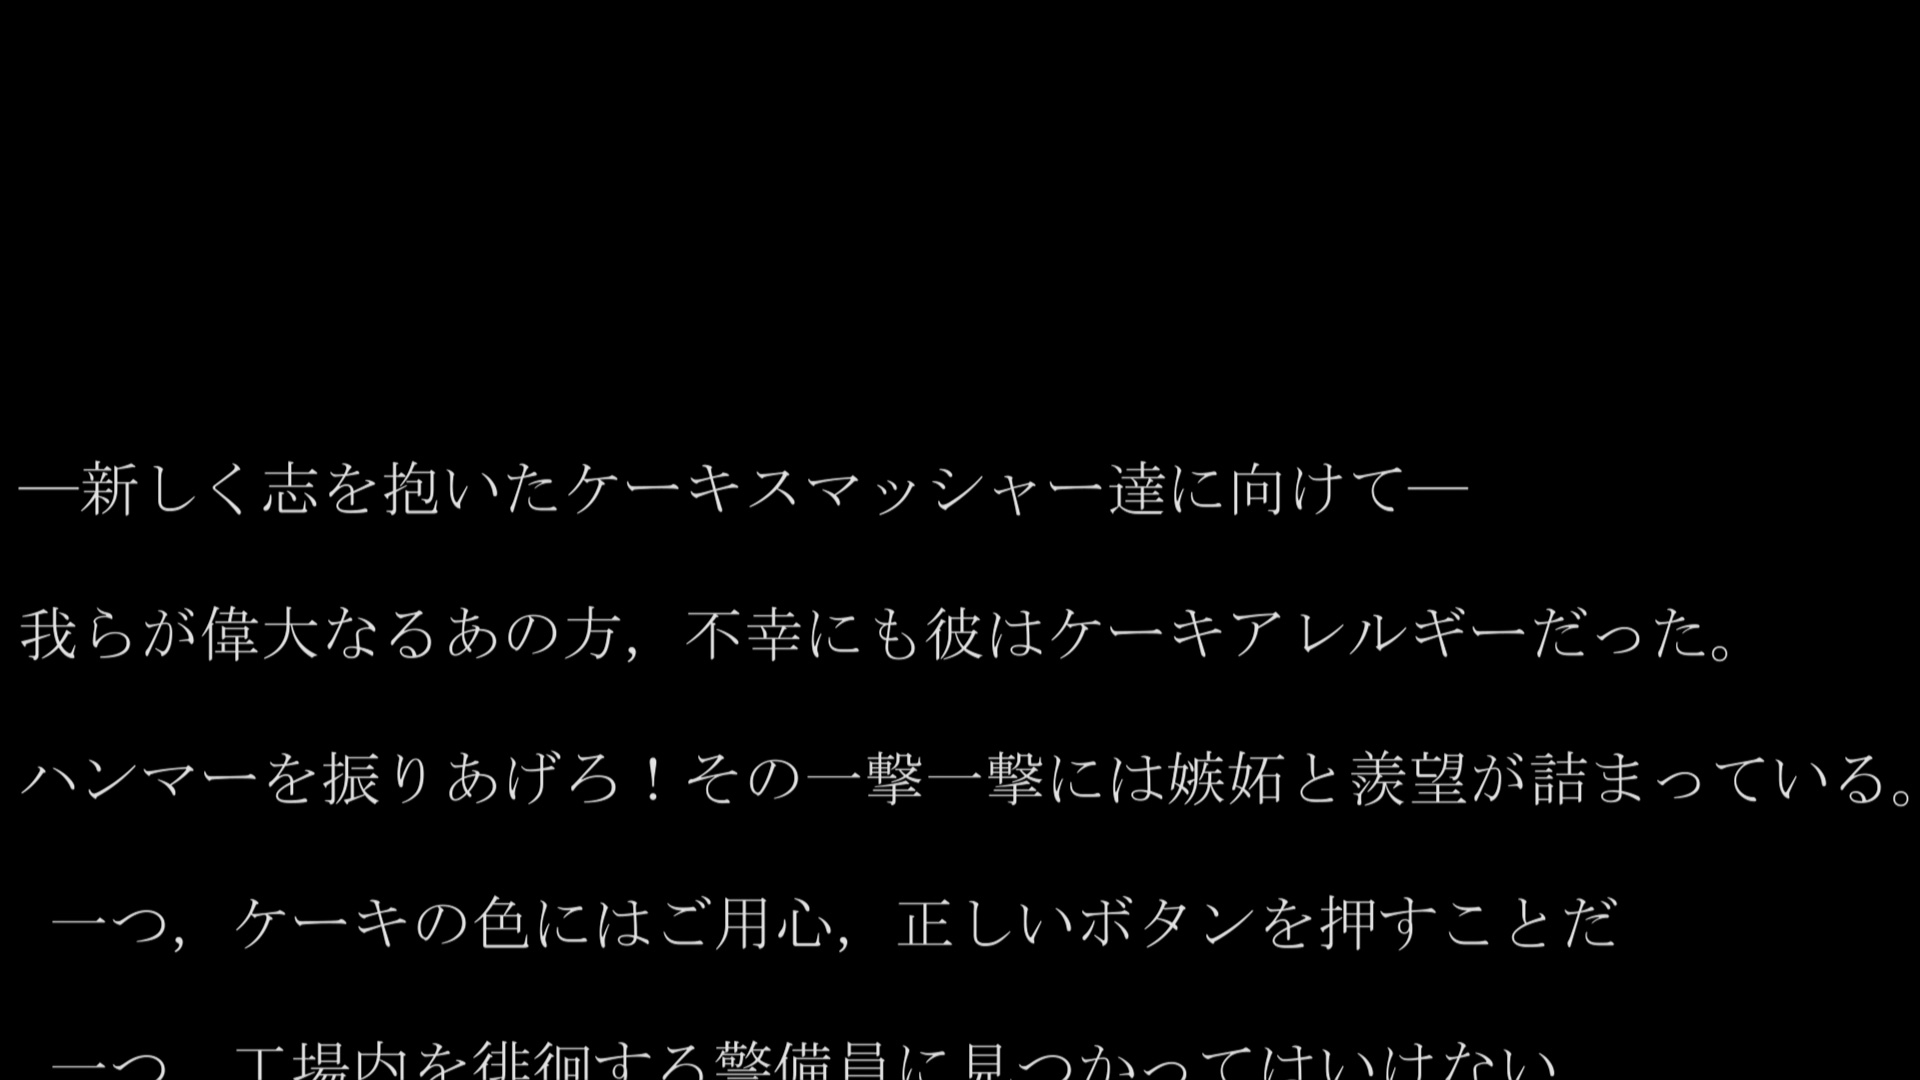 ―新しく志を抱いたケーキスマッシャー達に向けて―
我らが偉大なるあの方，不幸にも彼はケーキアレルギーだった。
ハンマーを振りあげろ！その一撃一撃には嫉妬と羨望が詰まっている。
一つ，ケーキの色にはご用心，正しいボタンを押すことだ
一つ，工場内を徘徊する警備員に見つかってはいけない